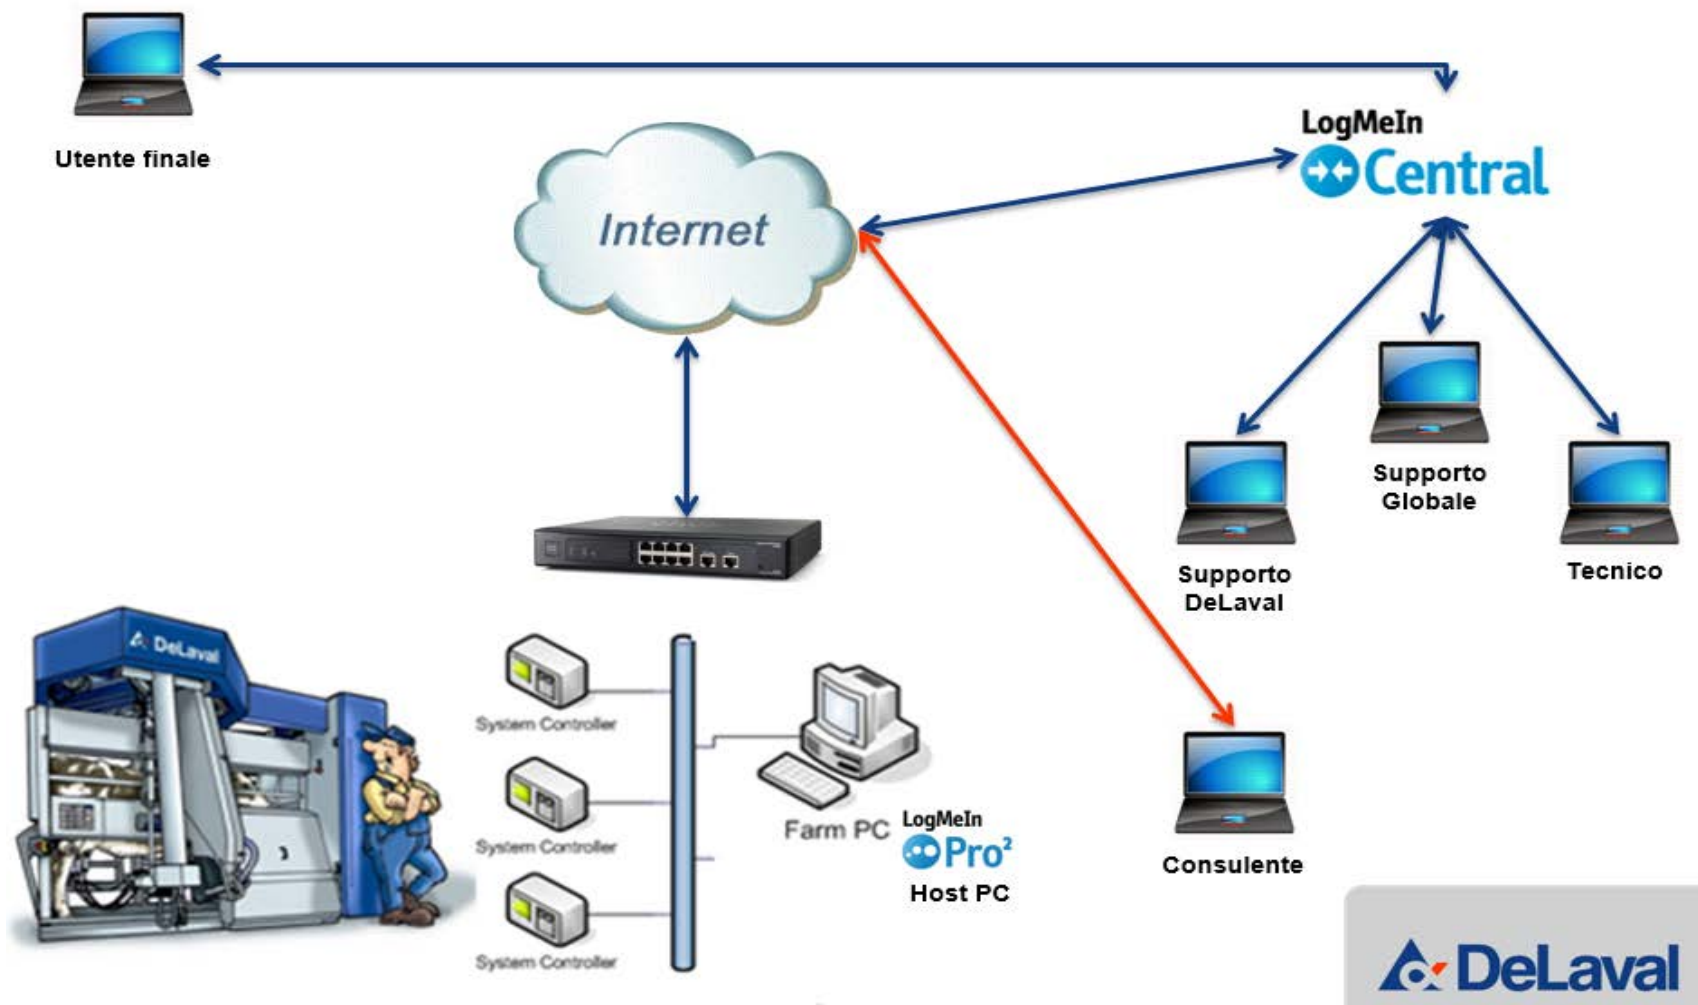 Utente finale
LogMeIn
Central
Internet
Supporto
Globale
Supporto
DeLaval
Tecnico
DeLaval
System Controller
System Controller
System Controller
Farm PC
LogMeIn
Pro²
Host PC
Consulente
DeLaval